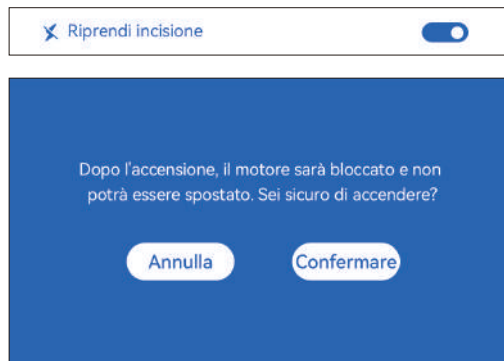 Riprendi incisione
Dopo l'accensione, il motore sarà bloccato e non
potrà essere spostato. Sei sicuro di accendere?
Annulla
Confermare